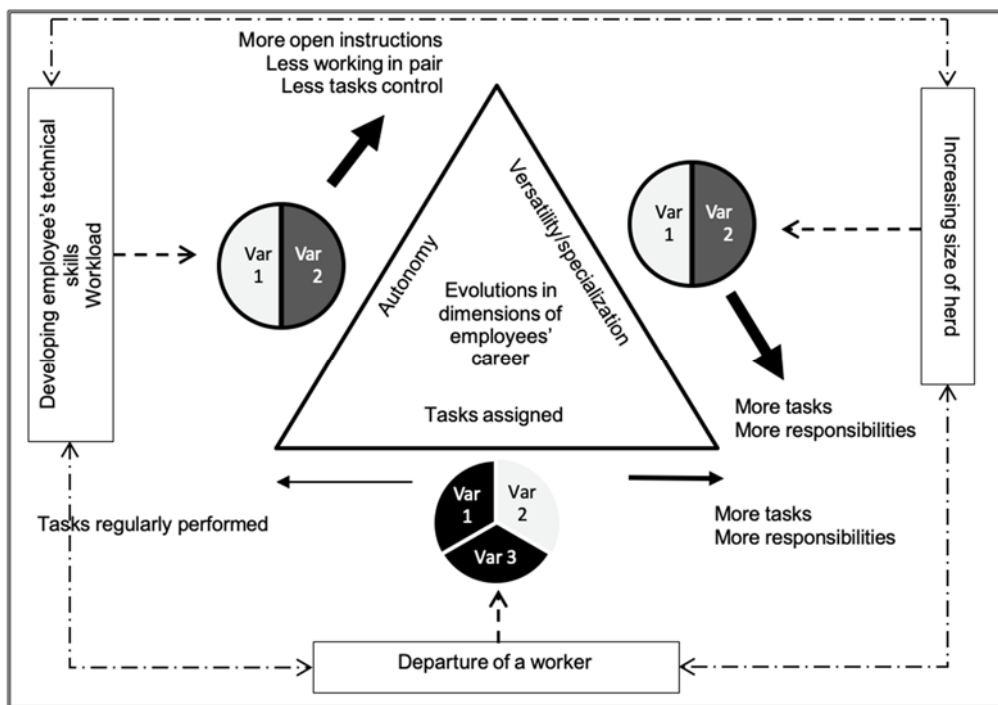 More open instructions
Less working in pair
Less tasks control
Developing employee's technical
skills
Workload
Var
1
Var
2
Autonomy
Versatility/specialization
Evolutions in
dimensions of
employees'
career
Tasks assigned
Var
1
Var
2
Increasing size of
herd
More tasks
More responsibilities
Tasks regularly performed
Var
1
Var
2
Var 3
More tasks
More responsibilities
Departure of a worker